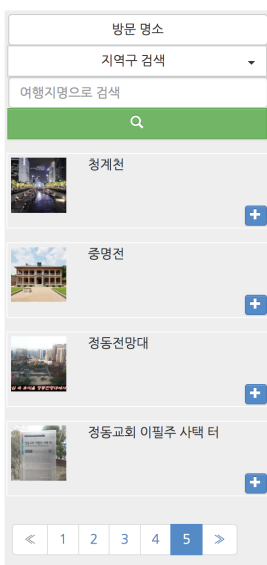 방문 명소
지역구 검색
여행지명으로 검색
청계천
중명전
정동전망대
정동교회 이필주 사택 터
« 1 2 3 4 5 »